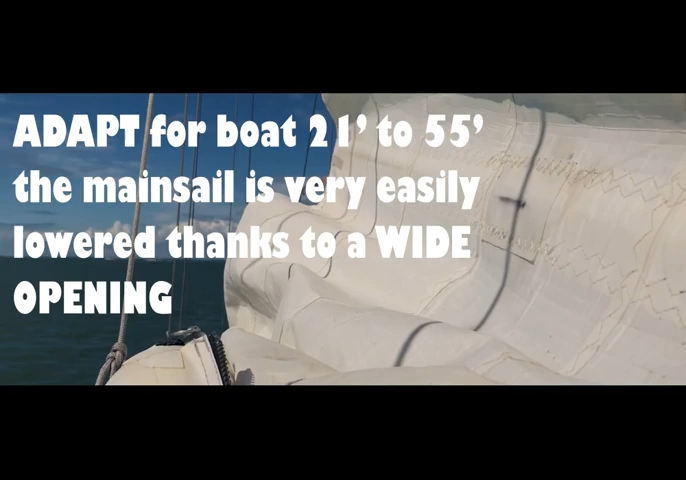 ADAPT for boat 21' to 55'
the mainsail is very easily
lowered thanks to a WIDE
OPENING